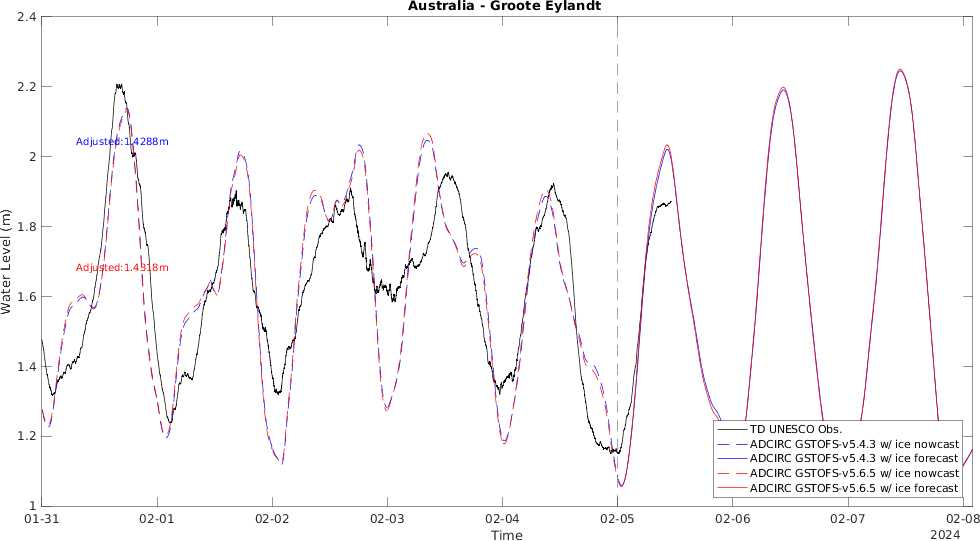 Australia - Groote Eylandt
2.4
2.2
2
1.8
1.6
1.4
1.2
1
Water Level (m)
Adjusted:1.4288m
Adjusted:1.4318m
TD UNESCO Obs.
ADCIRC GSTOFS-v5.4.3 w/ ice nowcast
ADCIRC GSTOFS-v5.4.3 w/ ice forecast
ADCIRC GSTOFS-v5.6.5 w/ ice nowcast
ADCIRC GSTOFS-v5.6.5 w/ ice forecast
01-31 02-01 02-02 02-03 02-04 02-05 02-06 02-07 02-08
Time
2024